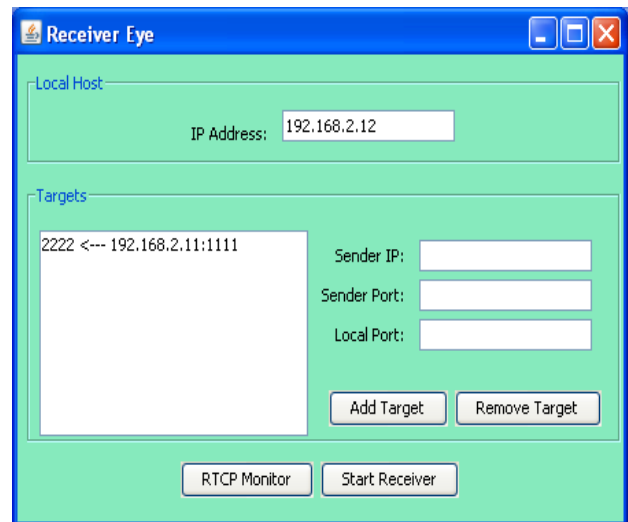 Receiver Eye
Local Host
IP Address: 192.168.2.12
Targets
2222 <--- 192.168.2.11:1111
Sender IP:
Sender Port:
Local Port:
Add Target Remove Target
RTCP Monitor Start Receiver